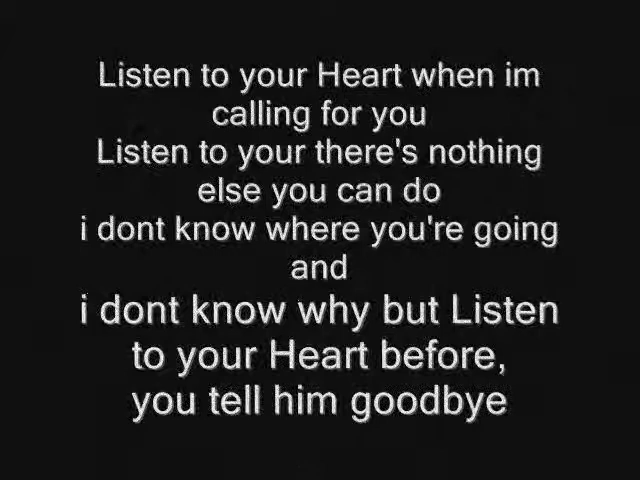 Listen to your Heart when im
calling for you
Listen to your there's nothing
else you can do
i dont know where you're going
and
i dont know why but Listen
to your Heart before,
you tell him goodbye